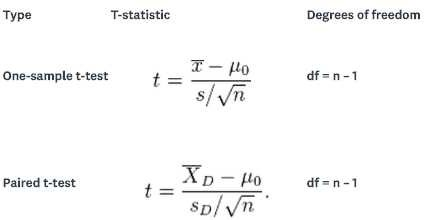 Type T-statistic Degrees of freedom
One-sample t-test t = x̅ − μ₀ / s/√n df = n – 1
Paired t-test t = X̅_D − μ₀ / s_D/√n . df = n – 1